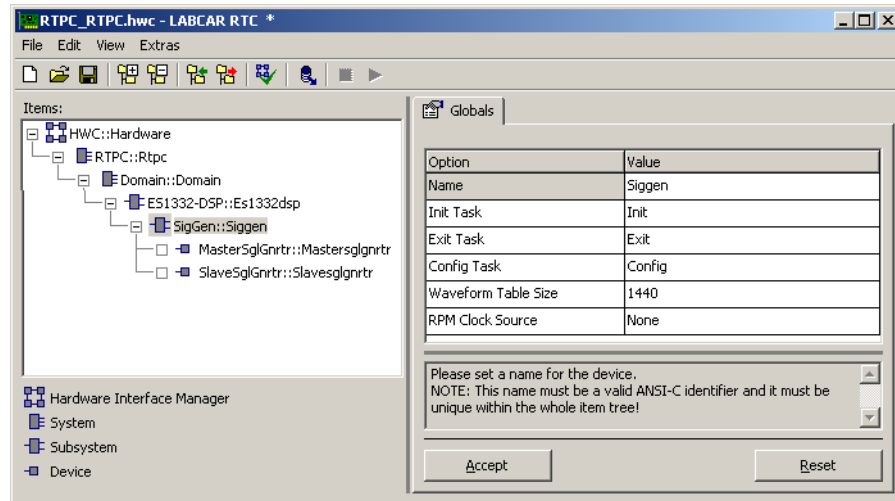 RTPC_RTPC.hwc - LABCAR RTC *
File Edit View Extras
Items:
HWC::Hardware
RTPC::Rtpc
Domain::Domain
ES1332-DSP::Es1332dsp
SigGen::Siggen
MasterSglGnrtr::Mastersglgnrtr
SlaveSglGnrtr::Slavesglgnrtr
Hardware Interface Manager
System
Subsystem
Device
Globals
Option Value
Name Siggen
Init Task Init
Exit Task Exit
Config Task Config
Waveform Table Size 1440
RPM Clock Source None
Please set a name for the device.
NOTE: This name must be a valid ANSI-C identifier and it must be
unique within the whole item tree!
Accept Reset